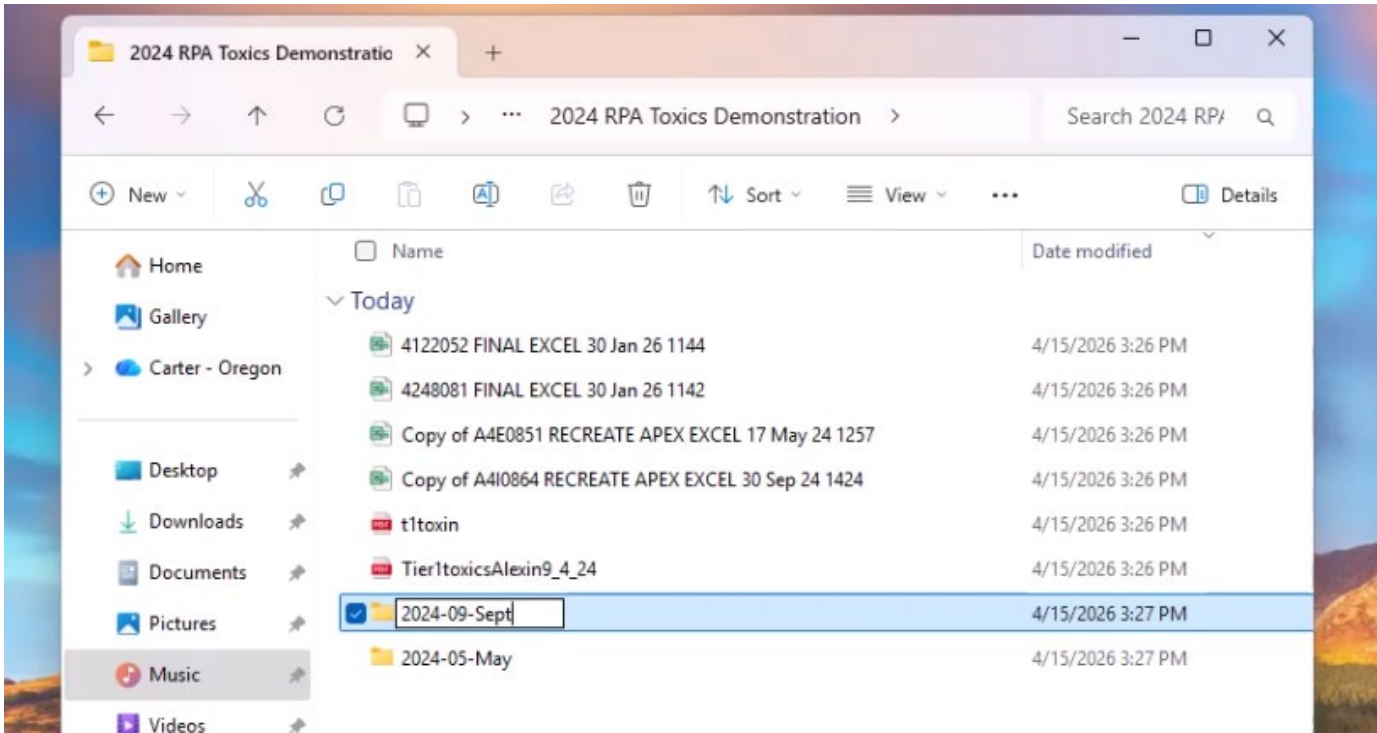 2024 RPA Toxics Demonstratio
2024 RPA Toxics Demonstration
Search 2024 RPA
New
Sort
View
Details
Name
Date modified
Home
Gallery
Carter - Oregon
Desktop
Downloads
Documents
Pictures
Music
Videos
Today
4122052 FINAL EXCEL 30 Jan 26 1144 4/15/2026 3:26 PM
4248081 FINAL EXCEL 30 Jan 26 1142 4/15/2026 3:26 PM
Copy of A4E0851 RECREATE APEX EXCEL 17 May 24 1257 4/15/2026 3:26 PM
Copy of A4I0864 RECREATE APEX EXCEL 30 Sep 24 1424 4/15/2026 3:26 PM
t1toxin 4/15/2026 3:26 PM
Tier1toxicsAlexin9_4_24 4/15/2026 3:26 PM
2024-09-Sept 4/15/2026 3:27 PM
2024-05-May 4/15/2026 3:27 PM